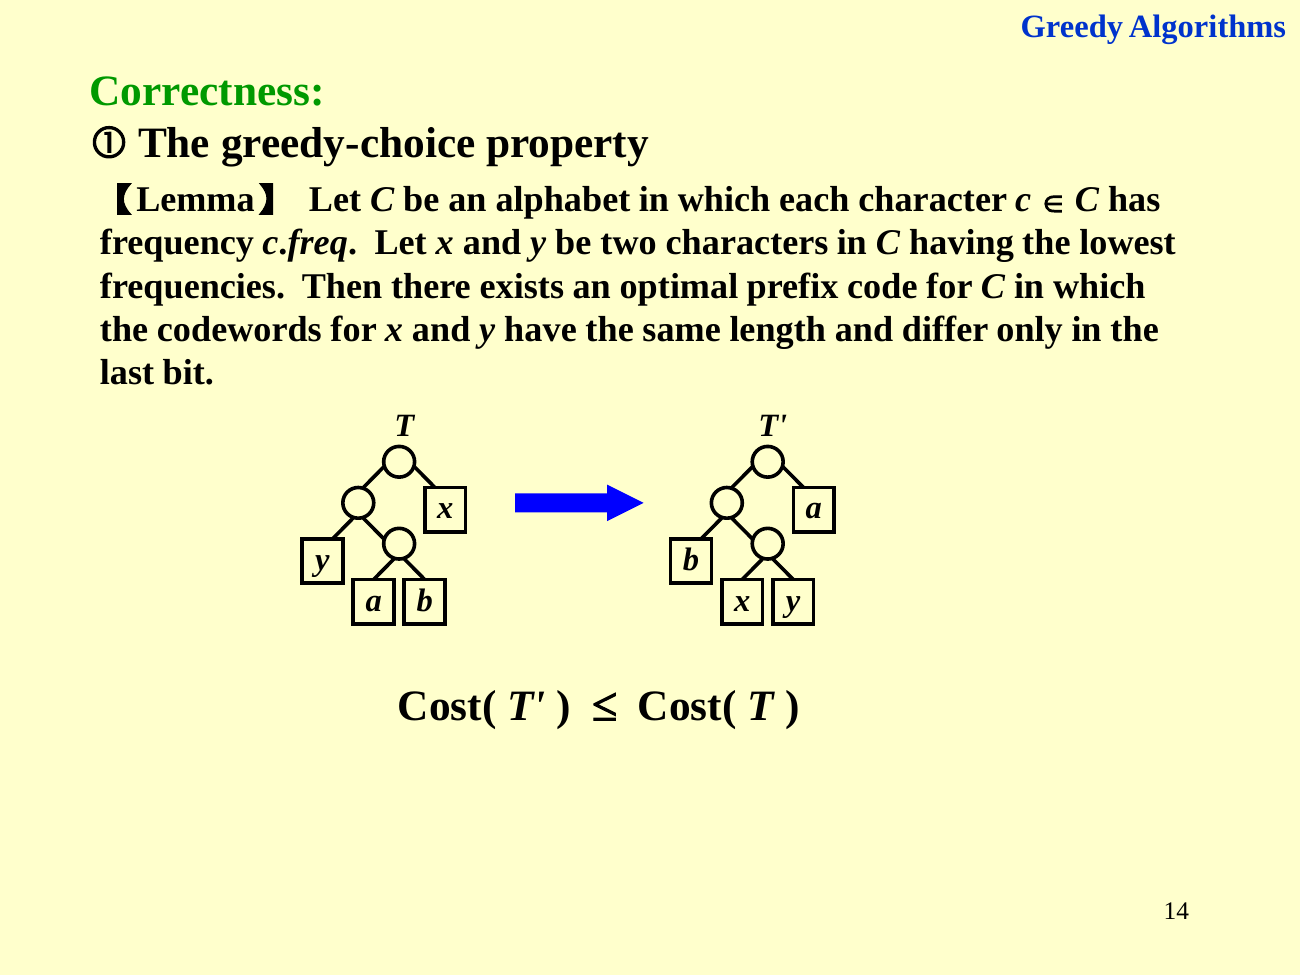 Greedy Algorithms
Correctness:
① The greedy-choice property
【Lemma】 Let C be an alphabet in which each character c ∈ C has
frequency c.freq. Let x and y be two characters in C having the lowest
frequencies. Then there exists an optimal prefix code for C in which
the codewords for x and y have the same length and differ only in the
last bit.
T
x
y
a b
T'
a
b
x y
Cost( T' ) ≤ Cost( T )
14